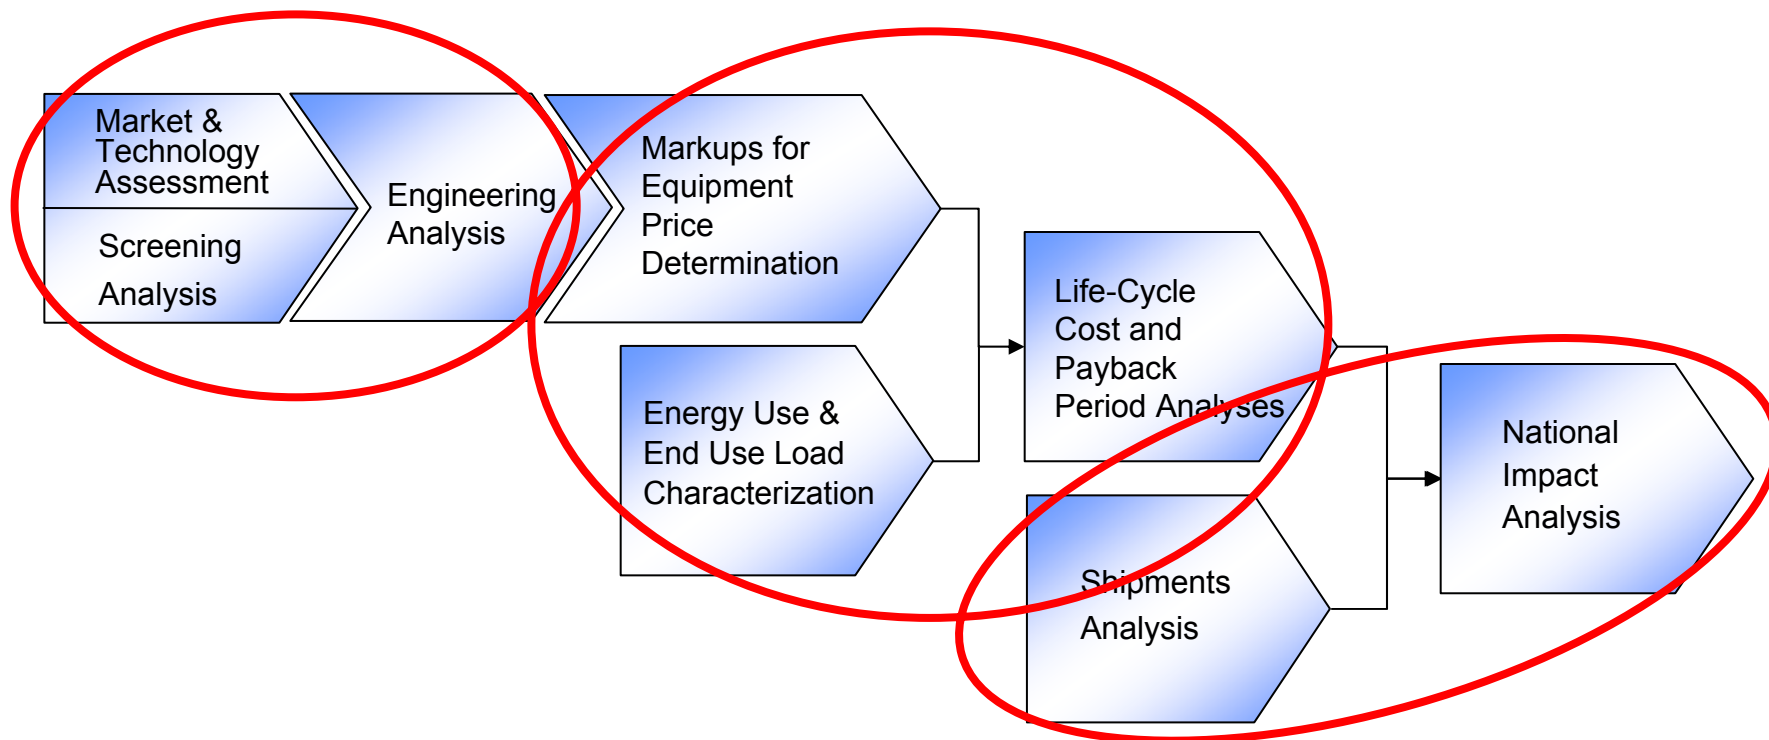 Market &
Technology
Assessment
Screening
Analysis
Engineering
Analysis
Markups for
Equipment
Price
Determination
Energy Use &
End Use Load
Characterization
Life-Cycle
Cost and
Payback
Period Analyses
Shipments
Analysis
National
Impact
Analysis